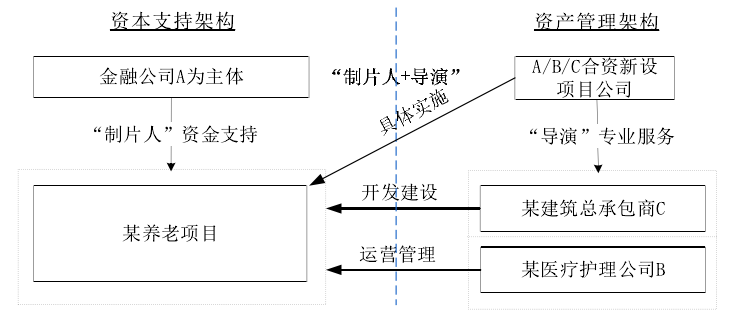 资本支持架构
资产管理架构
金融公司A为主体
“制片人+导演”
A/B/C合资新设
项目公司
具体实施
“制片人”资金支持
“导演”专业服务
某养老项目
开发建设
某建筑总承包商C
运营管理
某医疗护理公司B